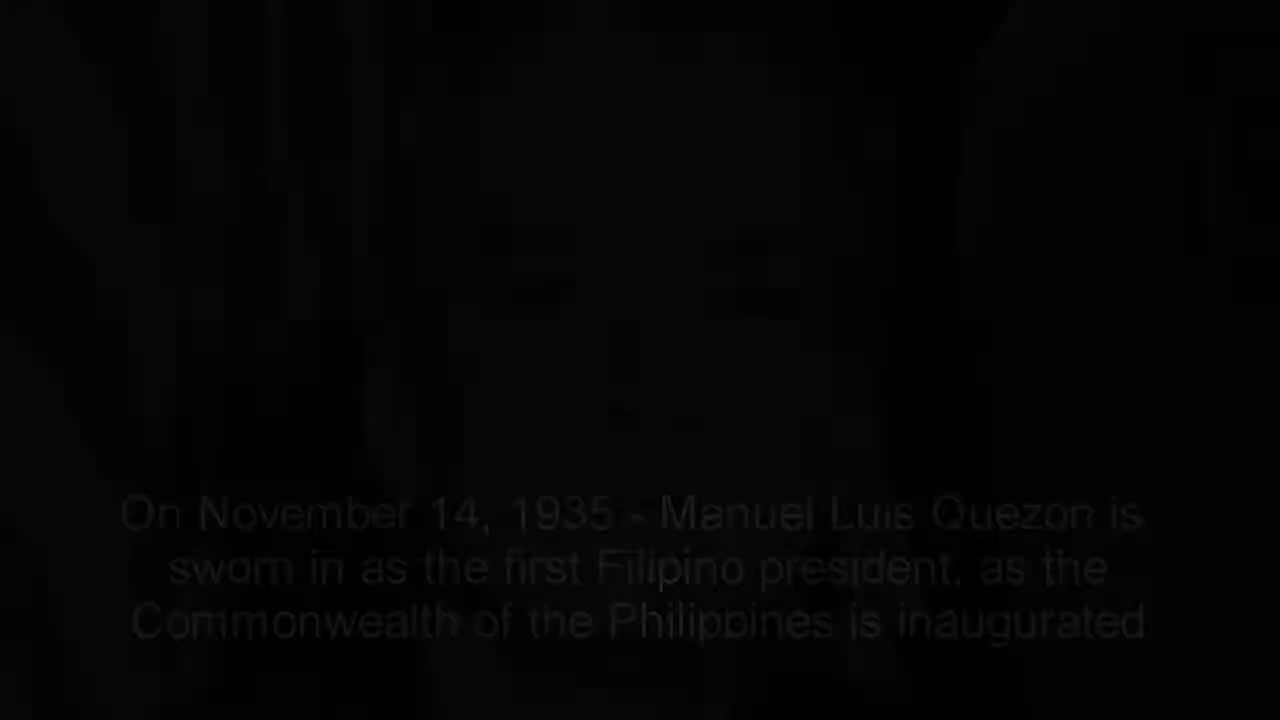 On November 14, 1935 - Manuel Luis Quezon is
sworn in as the first Filipino president, as the
Commonwealth of the Philippines is inaugurated